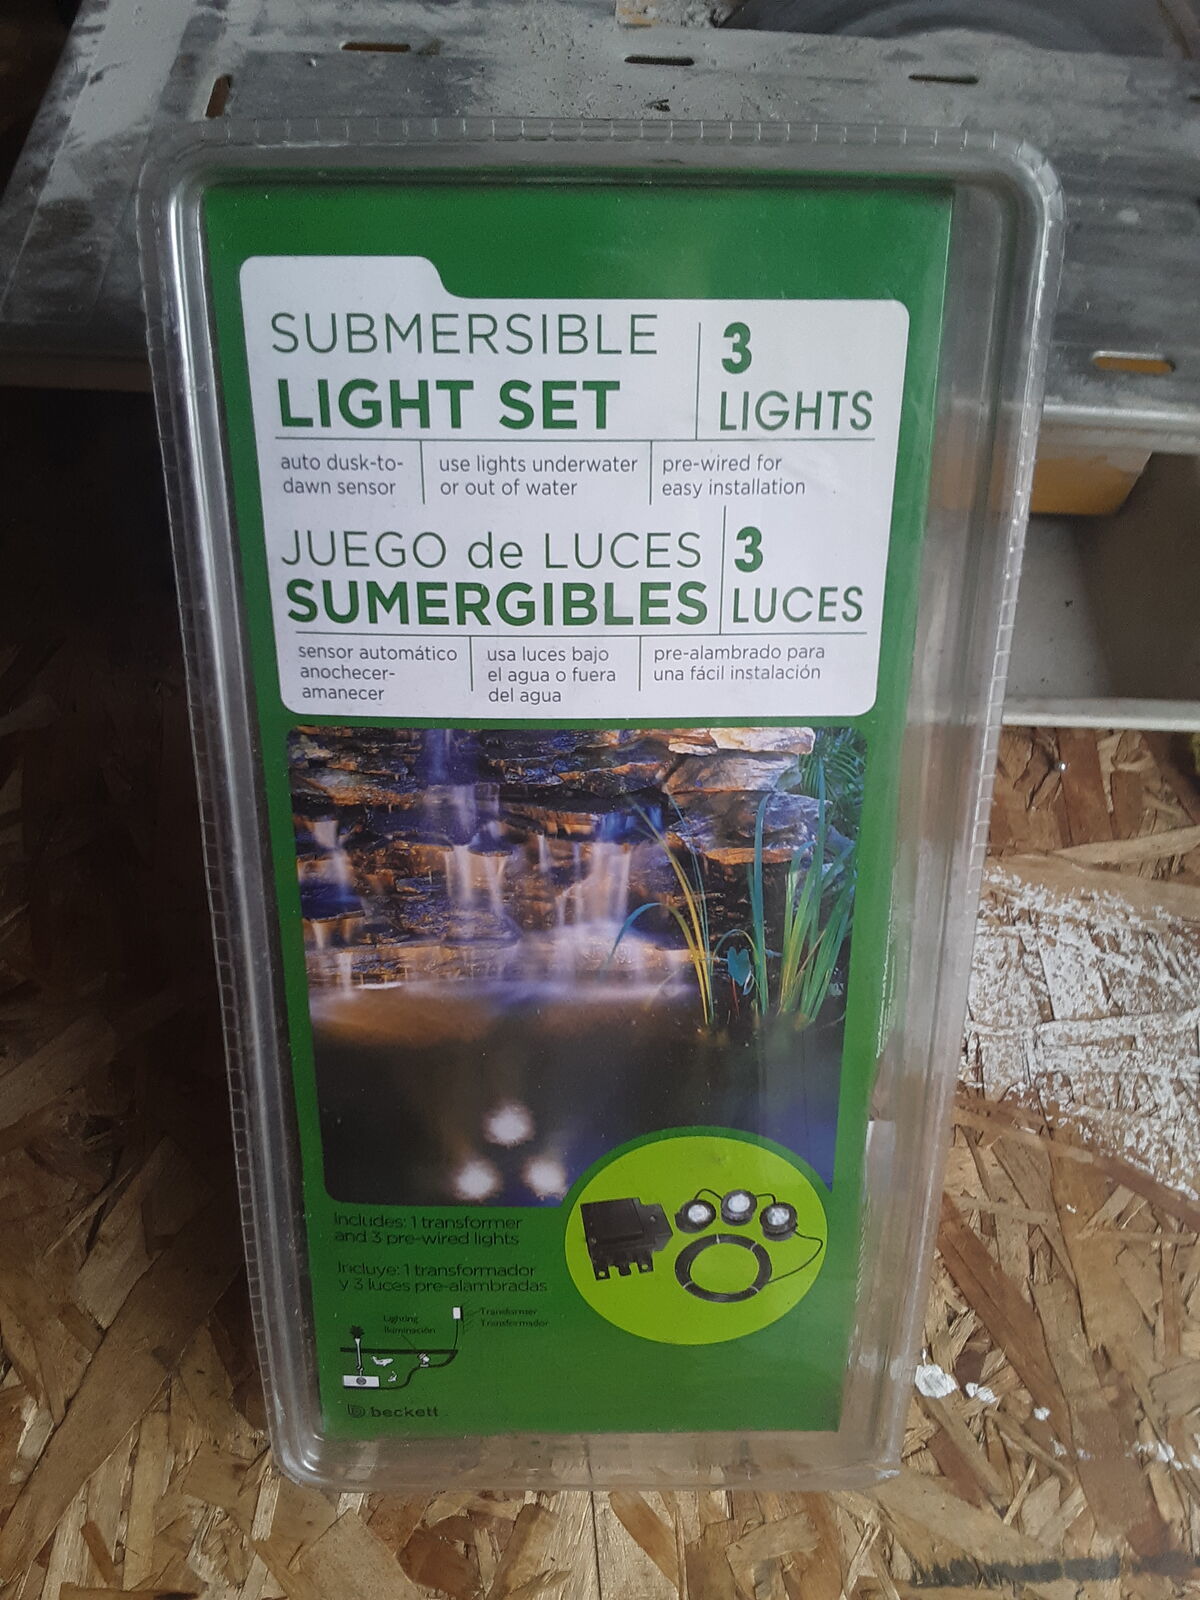 SUBMERSIBLE
LIGHT SET
3
LIGHTS
auto dusk-to-
dawn sensor
use lights underwater
or out of water
pre-wired for
easy installation
JUEGO de LUCES
SUMERGIBLES
3
LUCES
sensor automático
anochecer-
amanecer
usa luces bajo
el agua o fuera
del agua
pre-alambrado para
una fácil instalación
Includes: 1 transformer
and 3 pre-wired lights
Incluye: 1 transformador
y 3 luces pre-alambradas
Lighting
Iluminación
Transformer
Transformador
beckett